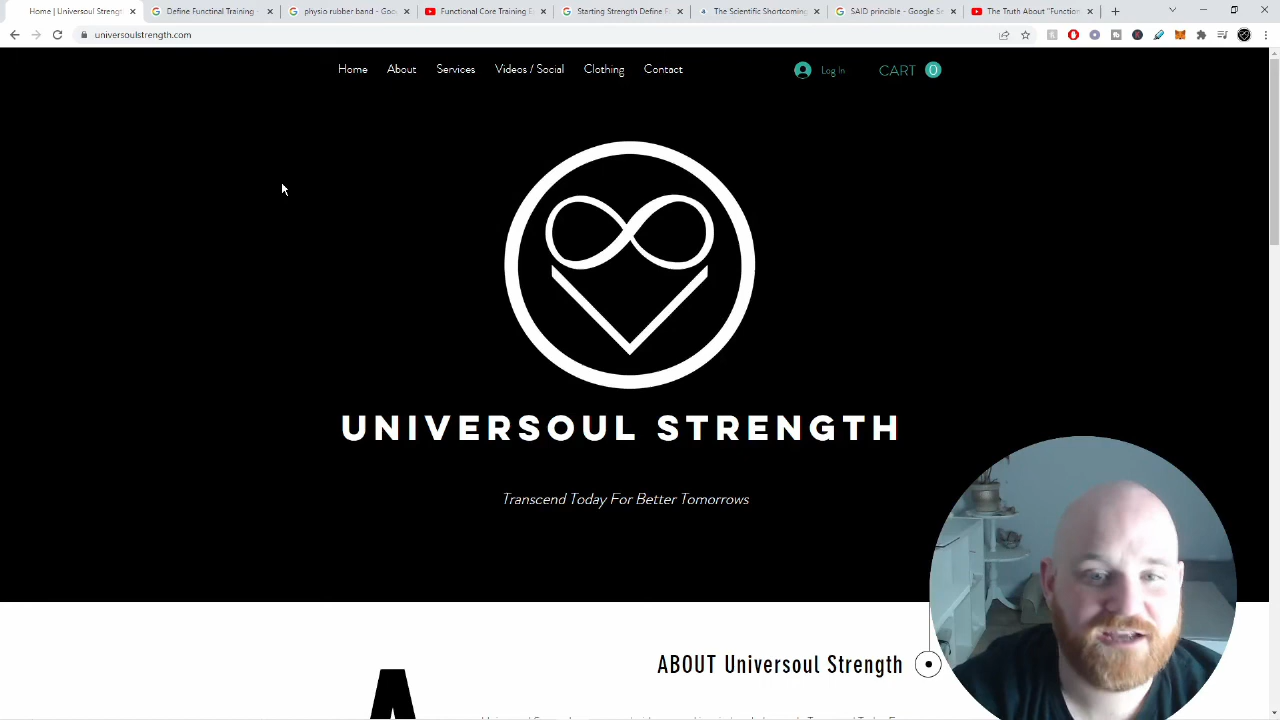 Home | Universoul Streng
Define Functinal Training -
physio rubber band - Goo
Functional Core Training E
Starting Strength Define F
The Scientific Shortcoming
SAID princible - Google Se
The Truth About "Function
universoulstrength.com
Home About Services Videos / Social Clothing Contact Log In CART 0
UNIVERSOUL STRENGTH
Transcend Today For Better Tomorrows
ABOUT Universoul Strength
A